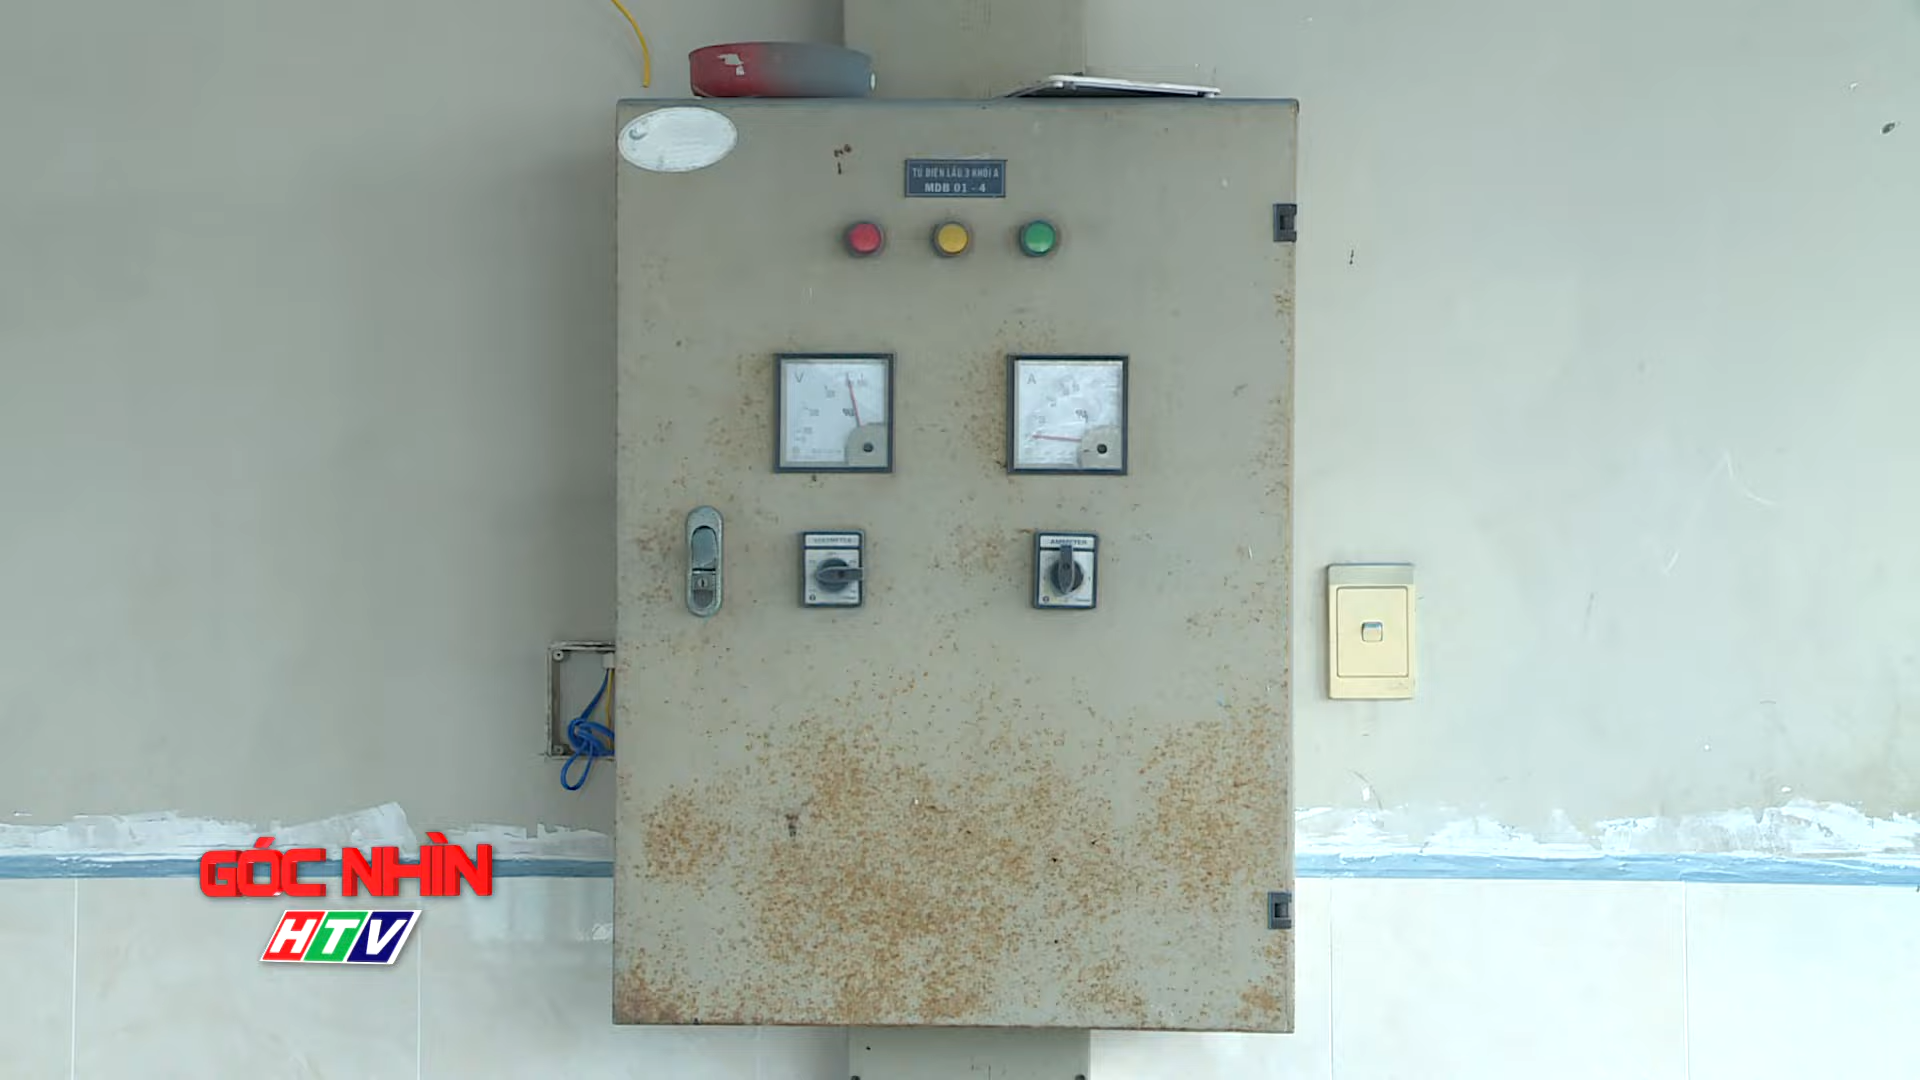 TỦ ĐIỆN LẦU 3 KHỐI A
MDB 01 - 4
V
A
VOLTMETER
AMMETER
GÓC NHÌN
HTV